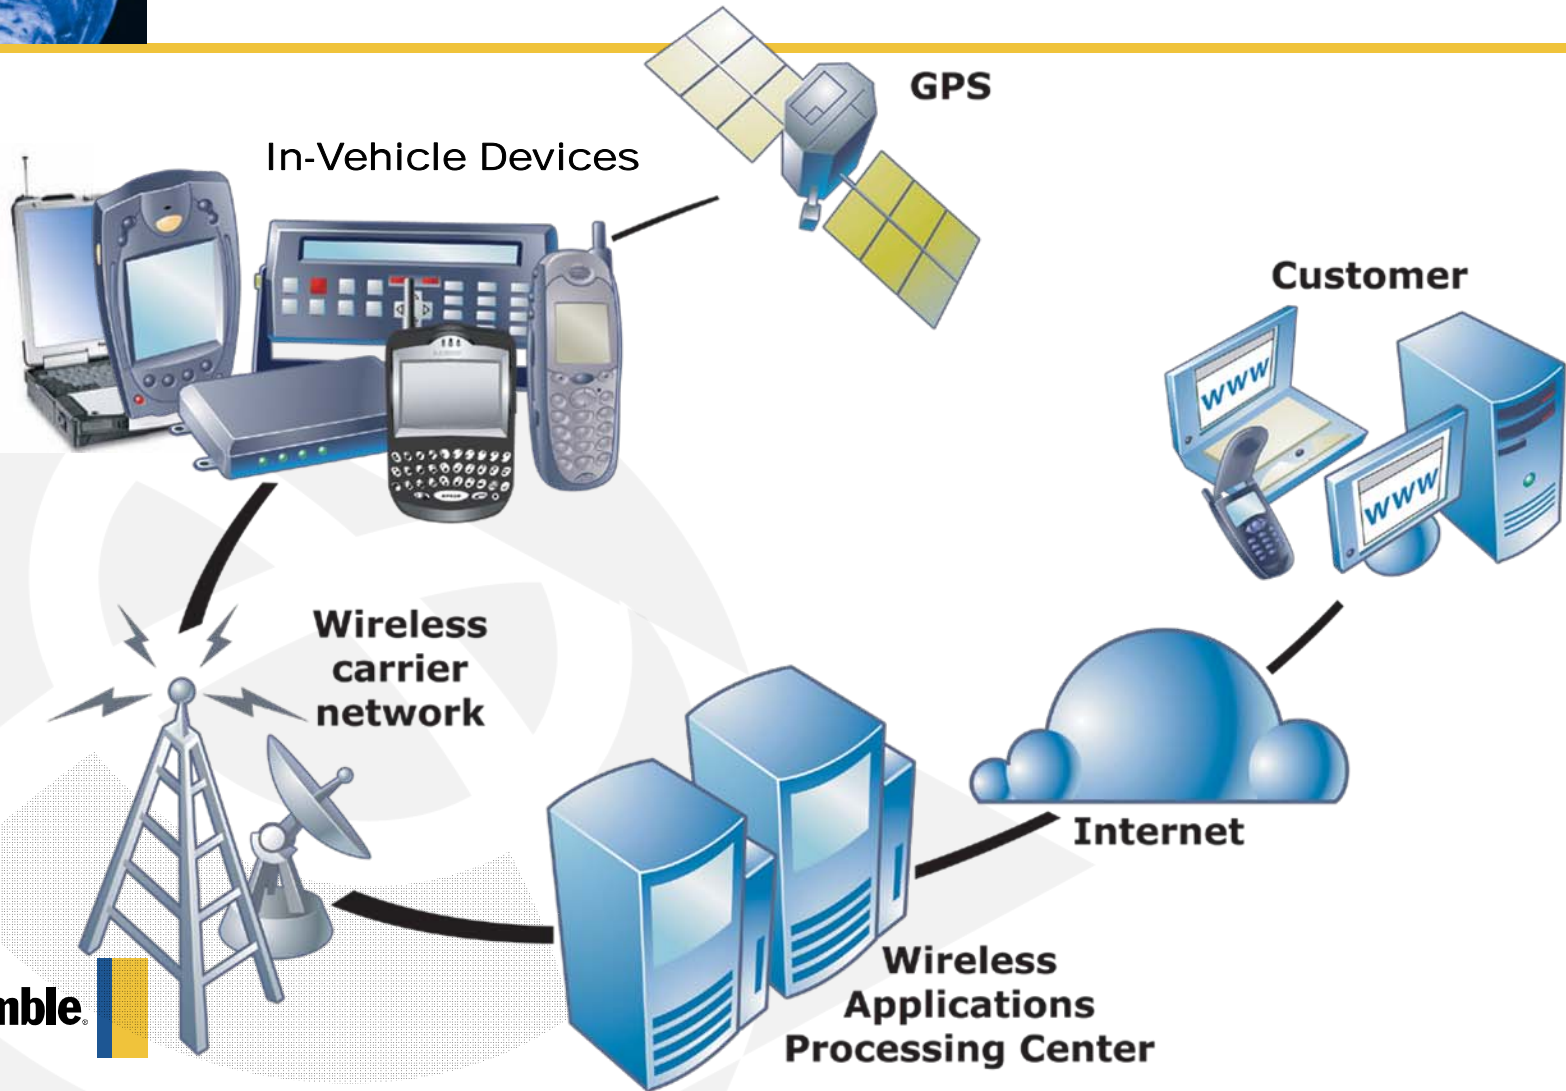 GPS
In-Vehicle Devices
Customer
www
www
Wireless
carrier
network
Internet
Wireless
Applications
Processing Center
mble